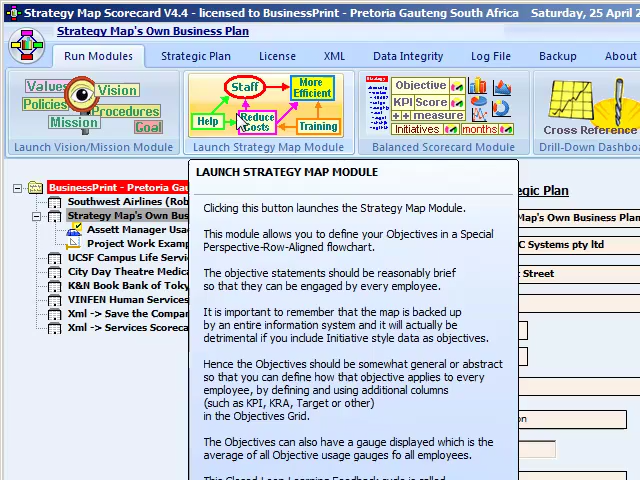 Strategy Map Scorecard V4.4 - licensed to BusinessPrint - Pretoria Gauteng South Africa    Saturday, 25 April 2
Strategy Map's Own Business Plan
Run Modules    Strategic Plan    License    XML    Data Integrity    Log File    Backup    About
Values
Vision
Policies
Procedures
Mission
Goal
Launch Vision/Mission Module
Staff
More
Efficient
Help
Reduce
Costs
Training
Launch Strategy Map Module
Strategy
Objective
KPI Score
+ + measure
Initiatives
months
Balanced Scorecard Module
Cross Reference
Drill-Down Dashbo
BusinessPrint - Pretoria Ga
Southwest Airlines (Rob
Strategy Map's Own Bus
Assett Manager Usa
Project Work Examp
UCSF Campus Life Servi
City Day Theatre Medica
K&N Book Bank of Toky
VINFEN Human Services
Xml -> Save the Compan
Xml -> Services Scoreca
LAUNCH STRATEGY MAP MODULE
Clicking this button launches the Strategy Map Module.
This module allows you to define your Objectives in a Special
Perspective-Row-Aligned flowchart.
The objective statements should be reasonably brief
so that they can be engaged by every employee.
It is important to remember that the map is backed up
by an entire information system and it will actually be
detrimental if you include Initiative style data as objectives.
Hence the Objectives should be somewhat general or abstract
so that you can define how that objective applies to every
employee, by defining and using additional columns
(such as KPI, KRA, Target or other)
in the Objectives Grid.
The Objectives can also have a gauge displayed which is the
average of all Objective usage gauges fo all employees.
This Closed Loop Learning Feedback cycle is called
egic Plan
Map's Own Business Plan
C Systems pty ltd
Street
on